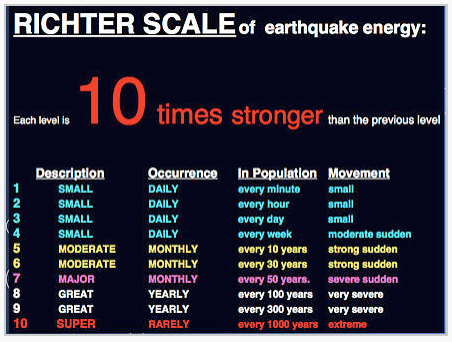 RICHTER SCALE of earthquake energy:
Each level is 10 times stronger than the previous level
Description Occurrence In Population Movement
1 SMALL DAILY every minute small
2 SMALL DAILY every hour small
3 SMALL DAILY every day small
4 SMALL DAILY every week moderate sudden
5 MODERATE MONTHLY every 10 years strong sudden
6 MODERATE MONTHLY every 30 years strong sudden
7 MAJOR MONTHLY every 50 years. severe sudden
8 GREAT YEARLY every 100 years very severe
9 GREAT YEARLY every 300 years very severe
10 SUPER RARELY every 1000 years extreme